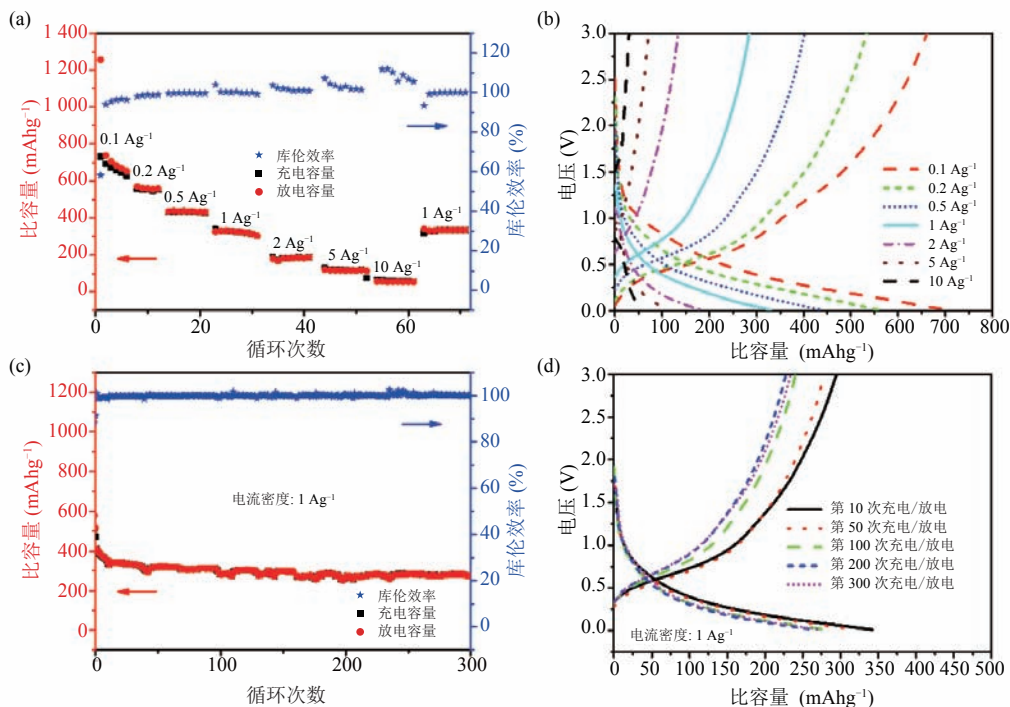 (a)
1 400
1 200
1 000
800
600
400
200
0
比容量 (mAhg⁻¹)
0.1 Ag⁻¹
0.2 Ag⁻¹
0.5 Ag⁻¹
1 Ag⁻¹
2 Ag⁻¹
5 Ag⁻¹
10 Ag⁻¹
1 Ag⁻¹
库伦效率
充电容量
放电容量
120
100
80
60
40
20
0
库伦效率 (%)
0 20 40 60
循环次数
(b)
3.0
2.5
2.0
1.5
1.0
0.5
0
电压 (V)
0.1 Ag⁻¹
0.2 Ag⁻¹
0.5 Ag⁻¹
1 Ag⁻¹
2 Ag⁻¹
5 Ag⁻¹
10 Ag⁻¹
0 100 200 300 400 500 600 700 800
比容量 (mAhg⁻¹)
(c)
1200
1000
800
600
400
200
0
比容量 (mAhg⁻¹)
电流密度: 1 Ag⁻¹
库伦效率
充电容量
放电容量
100
80
60
40
20
0
库伦效率 (%)
0 100 200 300
循环次数
(d)
3.0
2.5
2.0
1.5
1.0
0.5
0.0
电压 (V)
第 10 次充电/放电
第 50 次充电/放电
第 100 次充电/放电
第 200 次充电/放电
第 300 次充电/放电
电流密度: 1 Ag⁻¹
0 50 100 150 200 250 300 350 400 450 500
比容量 (mAhg⁻¹)